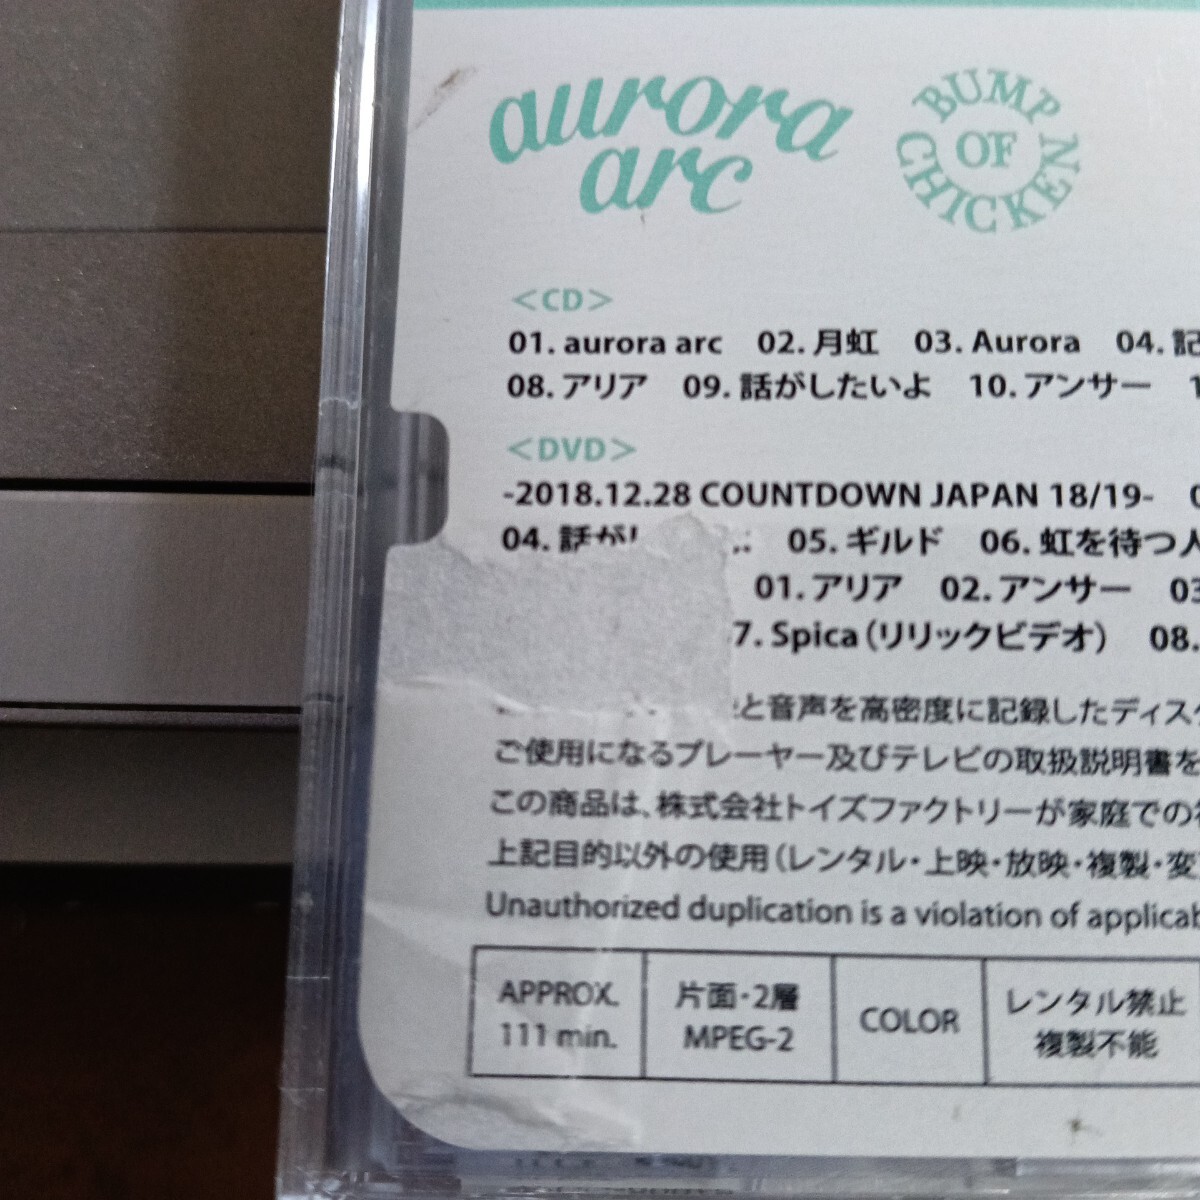 aurora
arc
BUMP OF CHICKEN
＜CD＞
01. aurora arc 02. 月虹 03. Aurora 04. 記
08. アリア 09. 話がしたいよ 10. アンサー 1
＜DVD＞
-2018.12.28 COUNTDOWN JAPAN 18/19-
04. 話が 05. ギルド 06. 虹を待つ人
01. アリア 02. アンサー 03
7. Spica（リリックビデオ） 08.
と音声を高密度に記録したディスク
ご使用になるプレーヤー及びテレビの取扱説明書を
この商品は、株式会社トイズファクトリーが家庭での
上記目的以外の使用（レンタル・上映・放映・複製・変
Unauthorized duplication is a violation of applicab
APPROX. 111 min. 片面・2層 MPEG-2 COLOR レンタル禁止 複製不能